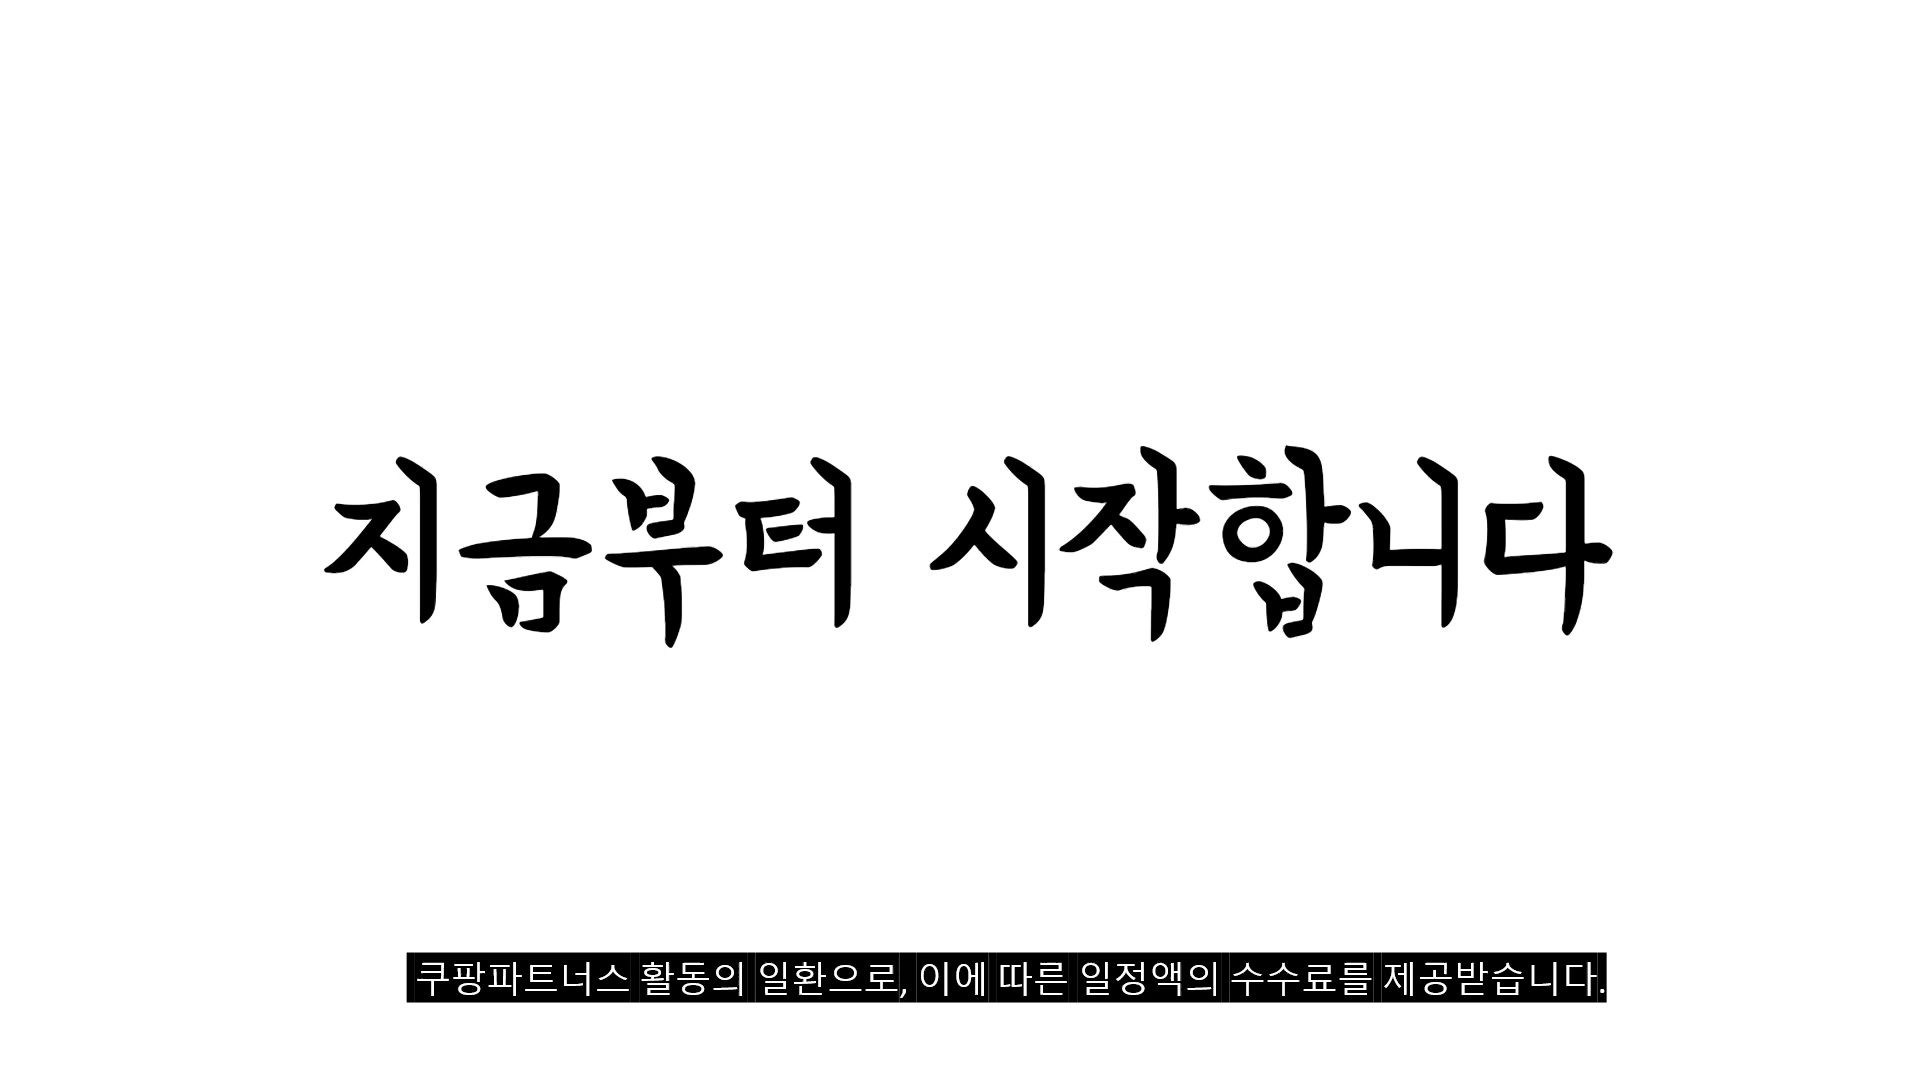 지금부터 시작합니다
쿠팡파트너스 활동의 일환으로, 이에 따른 일정액의 수수료를 제공받습니다.